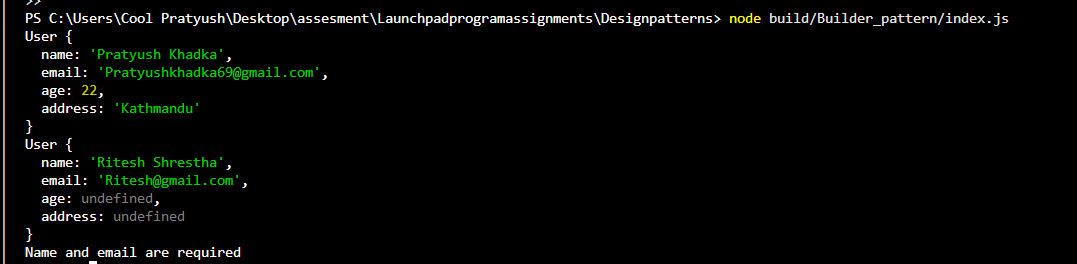 >>
PS C:\Users\Cool Pratyush\Desktop\assesment\Launchpadprogramassignments\Designpatterns> node build/Builder_pattern/index.js
User {
  name: 'Pratyush Khadka',
  email: 'Pratyushkhadka69@gmail.com',
  age: 22,
  address: 'Kathmandu'
}
User {
  name: 'Ritesh Shrestha',
  email: 'Ritesh@gmail.com',
  age: undefined,
  address: undefined
}
Name and email are required